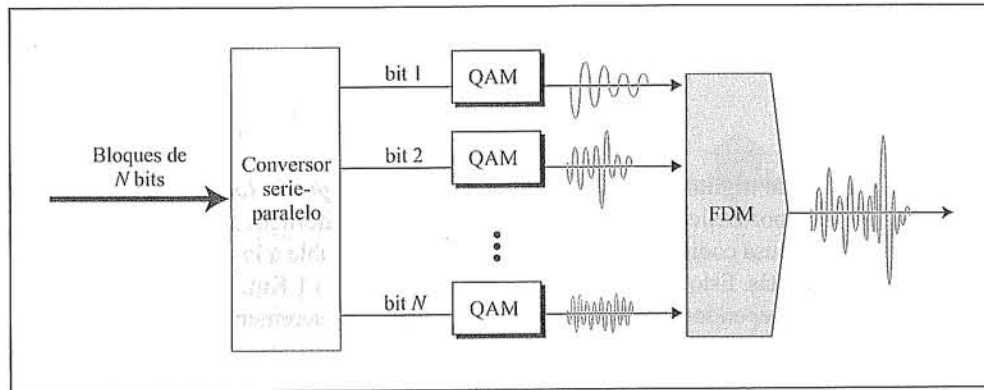 Bloques de
N bits
Conversor
serie-
paralelo
bit 1
QAM
bit 2
QAM
bit N
QAM
FDM